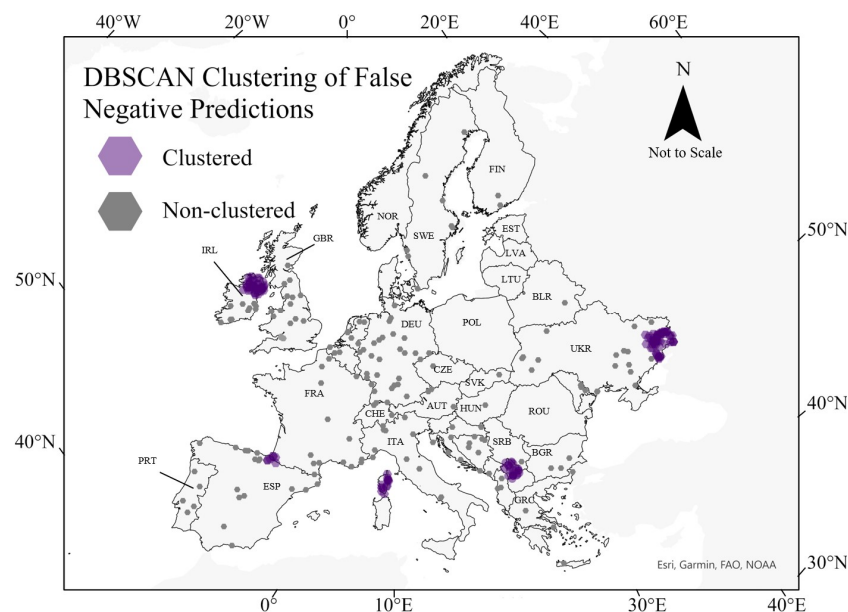 40°W
20°W
0°
20°E
40°E
60°E
DBSCAN Clustering of False
Negative Predictions
Clustered
Non-clustered
N
Not to Scale
FIN
NOR
SWE
EST
LVA
LTU
BLR
GBR
IRL
50°N
50°N
DEU
POL
UKR
CZE
SVK
FRA
AUT
HUN
CHE
ROU
ITA
SRB
BGR
40°N
40°N
PRT
ESP
GRC
Esri, Garmin, FAO, NOAA
30°N
0°
10°E
30°E
40°E